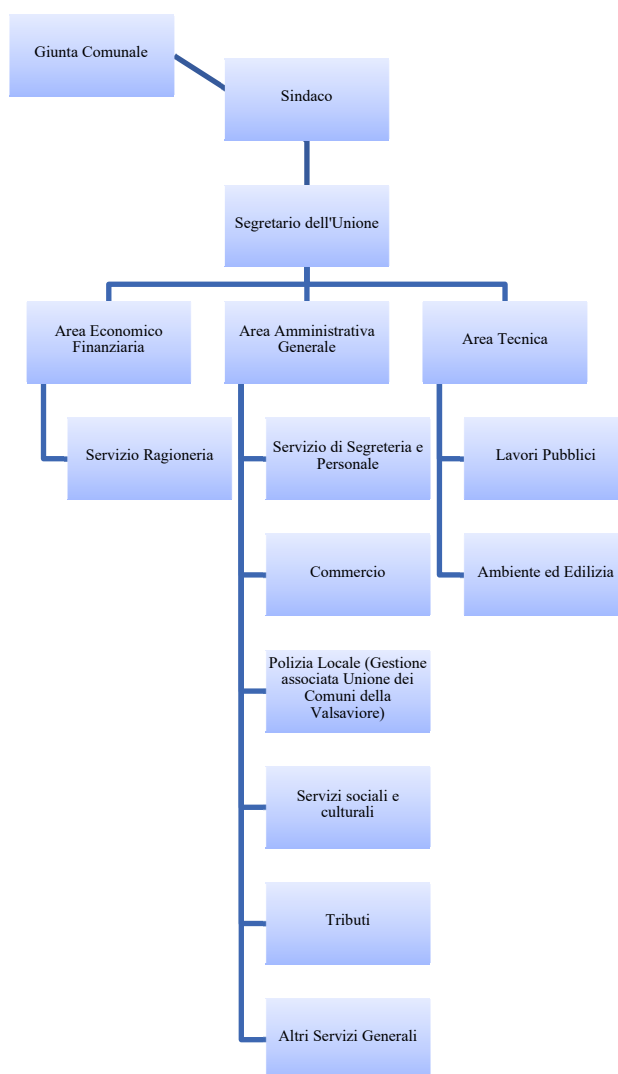 Giunta Comunale
Sindaco
Segretario dell'Unione
Area Economico
Finanziaria
Area Amministrativa
Generale
Area Tecnica
Servizio Ragioneria
Servizio di Segreteria e
Personale
Lavori Pubblici
Commercio
Ambiente ed Edilizia
Polizia Locale (Gestione
associata Unione dei
Comuni della
Valsaviore)
Servizi sociali e
culturali
Tributi
Altri Servizi Generali